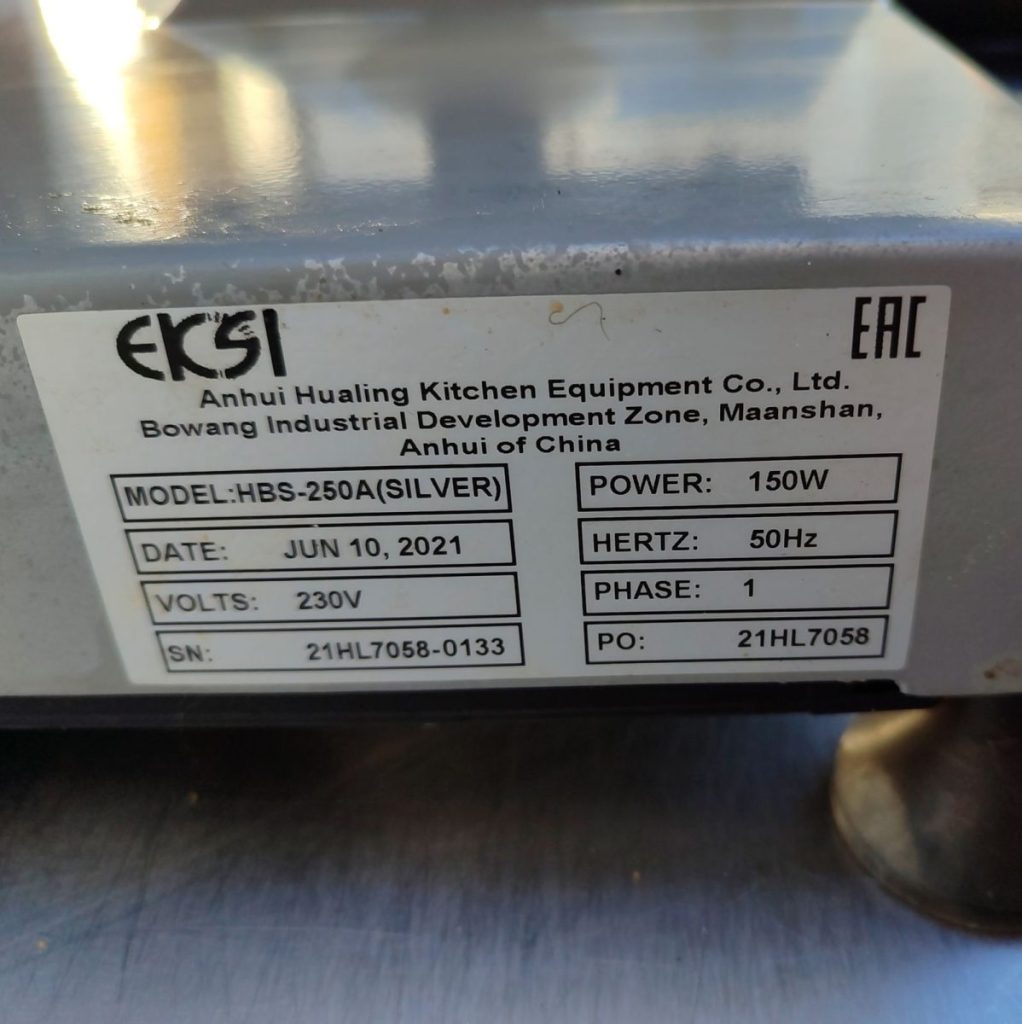 EKSI
EAC
Anhui Hualing Kitchen Equipment Co., Ltd.
Bowang Industrial Development Zone, Maanshan,
Anhui of China
MODEL:HBS-250A(SILVER)
POWER: 150W
DATE: JUN 10, 2021
HERTZ: 50Hz
VOLTS: 230V
PHASE: 1
SN: 21HL7058-0133
PO: 21HL7058